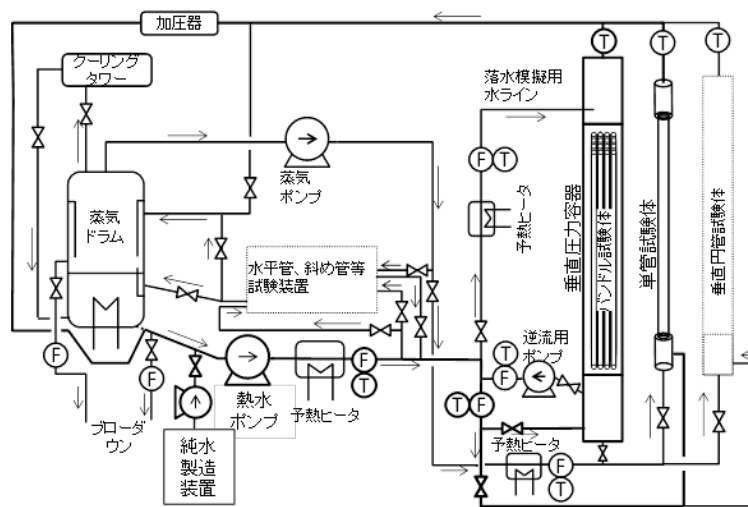 加圧器
クーリング
タワー
蒸気
ドラム
蒸気
ポンプ
落水模擬用
水ライン
予熱ヒータ
水平管、斜め管等
試験装置
垂直圧力容器
バンドル試験体
単管試験体
垂直円管試験体
逆流用
ポンプ
熱水
ポンプ
予熱ヒータ
予熱ヒータ
ブローダ
ウン
純水
製造
装置
T
T
T
F
T
T
F
T
F
F
F
T
F
T
F
T